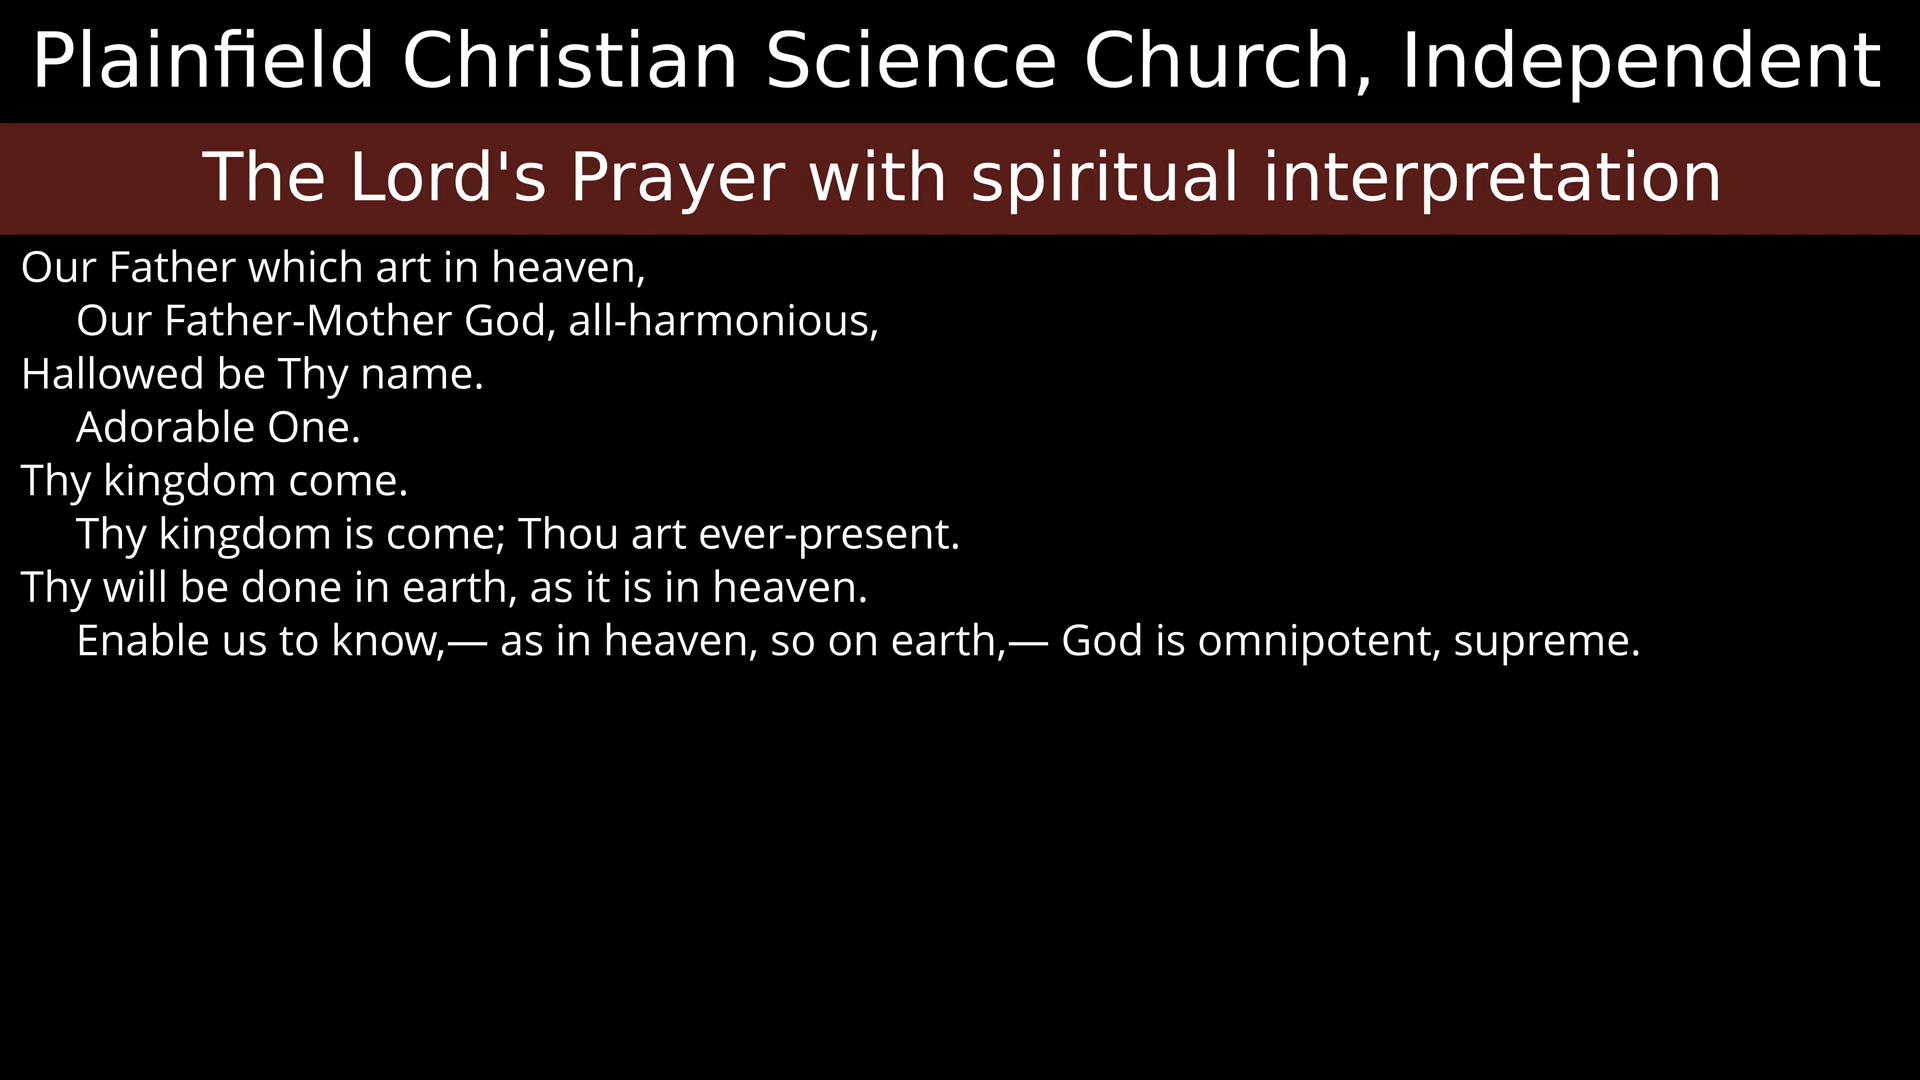 Plainfield Christian Science Church, Independent
The Lord's Prayer with spiritual interpretation
Our Father which art in heaven,
Our Father-Mother God, all-harmonious,
Hallowed be Thy name.
Adorable One.
Thy kingdom come.
Thy kingdom is come; Thou art ever-present.
Thy will be done in earth, as it is in heaven.
Enable us to know,— as in heaven, so on earth,— God is omnipotent, supreme.